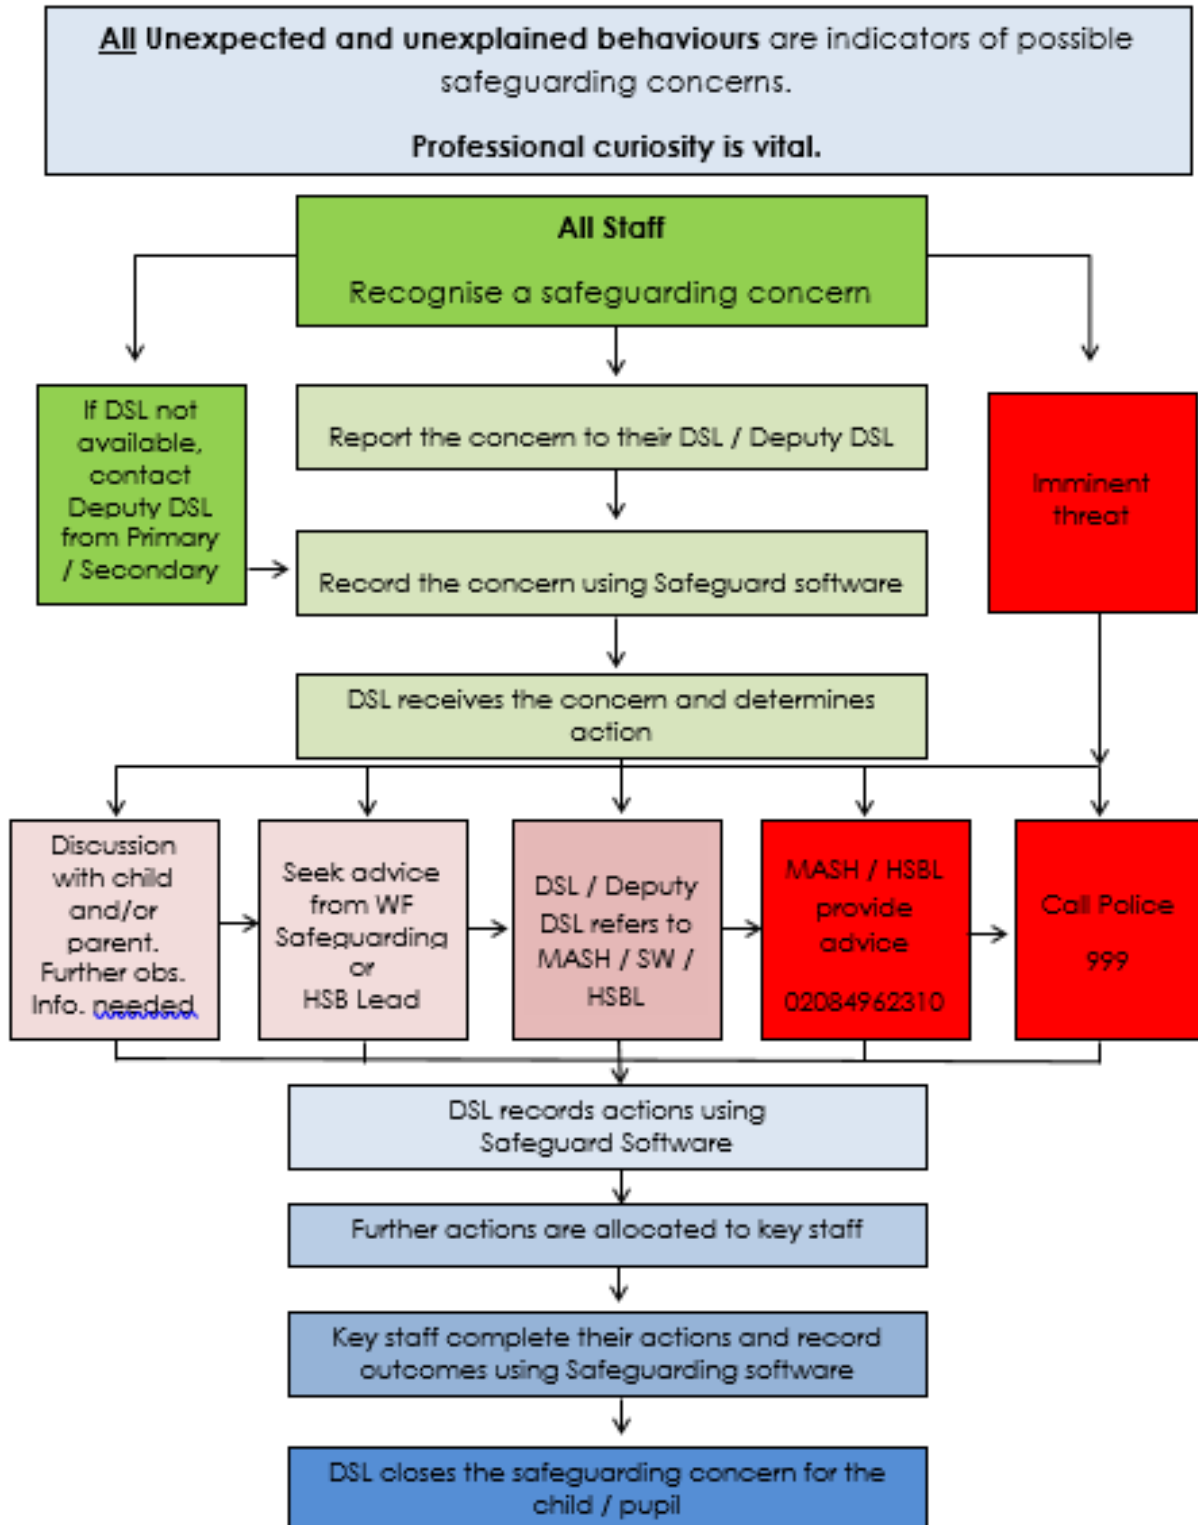 All Unexpected and unexplained behaviours are indicators of possible
safeguarding concerns.
Professional curiosity is vital.
All Staff
Recognise a safeguarding concern
If DSL not
available,
contact
Deputy DSL
from Primary
/ Secondary
Report the concern to their DSL / Deputy DSL
Imminent
threat
Record the concern using Safeguard software
DSL receives the concern and determines
action
Discussion
with child
and/or
parent.
Further obs.
Info. needed
Seek advice
from WF
Safeguarding
or
HSB Lead
DSL / Deputy
DSL refers to
MASH / SW /
HSBL
MASH / HSBL
provide
advice
02084962310
Call Police
999
DSL records actions using
Safeguard Software
Further actions are allocated to key staff
Key staff complete their actions and record
outcomes using Safeguarding software
DSL closes the safeguarding concern for the
child / pupil